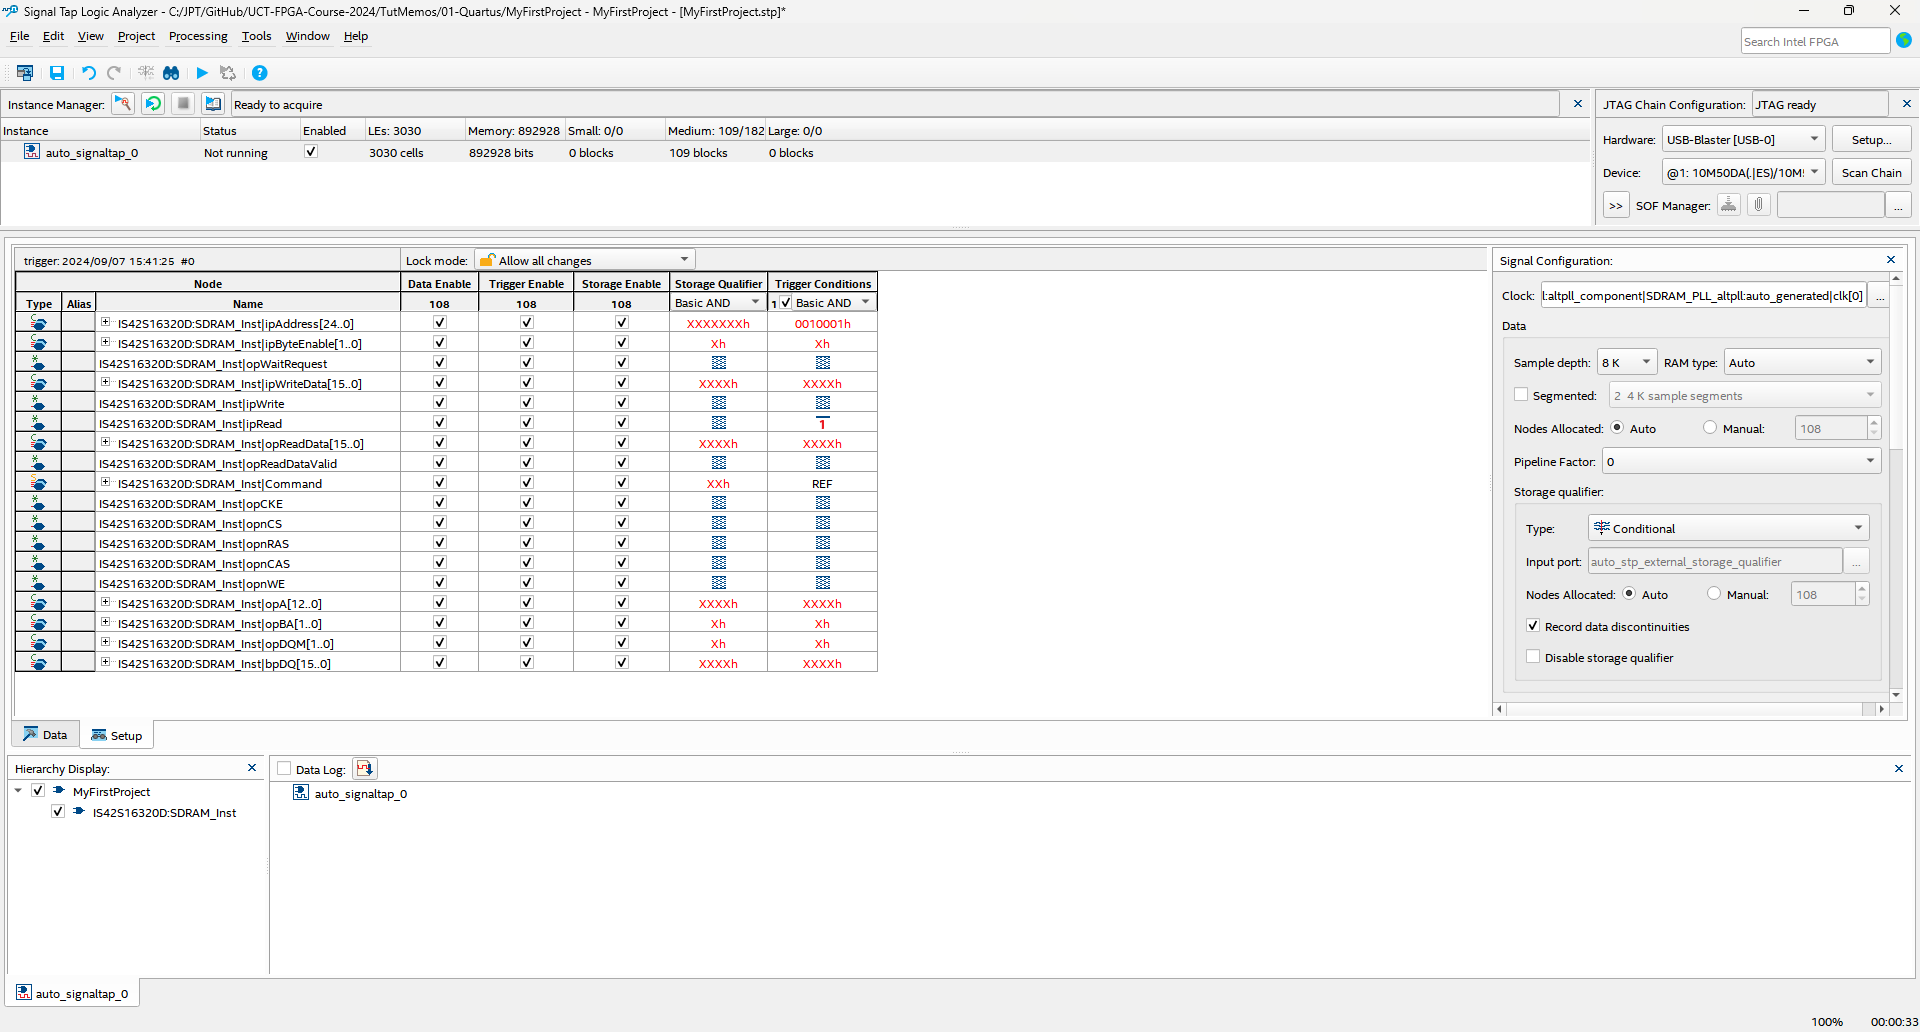 Signal Tap Logic Analyzer - C:/JPT/GitHub/UCT-FPGA-Course-2024/TutMemos/01-Quartus/MyFirstProject - MyFirstProject - [MyFirstProject.stp]*
File Edit View Project Processing Tools Window Help
Search Intel FPGA
Instance Manager: Ready to acquire
JTAG Chain Configuration: JTAG ready
Instance Status Enabled LEs: 3030 Memory: 892928 Small: 0/0 Medium: 109/182 Large: 0/0
auto_signaltap_0 Not running 3030 cells 892928 bits 0 blocks 109 blocks 0 blocks
Hardware: USB-Blaster [USB-0] Setup...
Device: @1: 10M50DA(.|ES)/10M! Scan Chain
>> SOF Manager: ...
trigger: 2024/09/07 15:41:25 #0 Lock mode: Allow all changes
Node Data Enable Trigger Enable Storage Enable Storage Qualifier Trigger Conditions
Type Alias Name 108 108 108 Basic AND 1 Basic AND
IS42S16320D:SDRAM_Inst|ipAddress[24..0] XXXXXXXh 0010001h
IS42S16320D:SDRAM_Inst|ipByteEnable[1..0] Xh Xh
IS42S16320D:SDRAM_Inst|opWaitRequest
IS42S16320D:SDRAM_Inst|ipWriteData[15..0] XXXXh XXXXh
IS42S16320D:SDRAM_Inst|ipWrite
IS42S16320D:SDRAM_Inst|ipRead 1
IS42S16320D:SDRAM_Inst|opReadData[15..0] XXXXh XXXXh
IS42S16320D:SDRAM_Inst|opReadDataValid
IS42S16320D:SDRAM_Inst|Command XXh REF
IS42S16320D:SDRAM_Inst|opCKE
IS42S16320D:SDRAM_Inst|opnCS
IS42S16320D:SDRAM_Inst|opnRAS
IS42S16320D:SDRAM_Inst|opnCAS
IS42S16320D:SDRAM_Inst|opnWE
IS42S16320D:SDRAM_Inst|opA[12..0] XXXXh XXXXh
IS42S16320D:SDRAM_Inst|opBA[1..0] Xh Xh
IS42S16320D:SDRAM_Inst|opDQM[1..0] Xh Xh
IS42S16320D:SDRAM_Inst|bpDQ[15..0] XXXXh XXXXh
Signal Configuration:
Clock: l:altpll_component|SDRAM_PLL_altpll:auto_generated|clk[0] ...
Data
Sample depth: 8 K RAM type: Auto
Segmented: 2 4 K sample segments
Nodes Allocated: Auto Manual: 108
Pipeline Factor: 0
Storage qualifier:
Type: Conditional
Input port: auto_stp_external_storage_qualifier ...
Nodes Allocated: Auto Manual: 108
Record data discontinuities
Disable storage qualifier
Data Setup
Hierarchy Display:
MyFirstProject
IS42S16320D:SDRAM_Inst
Data Log:
auto_signaltap_0
auto_signaltap_0
100% 00:00:33